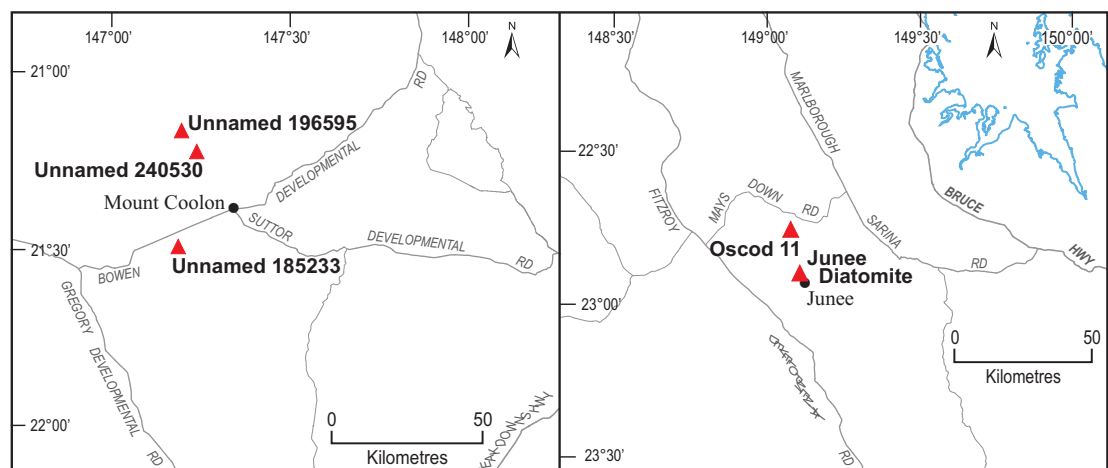 147°00'
147°30'
148°00'
N
21°00'
RD
Unnamed 196595
Unnamed 240530
DEVELOPMENTAL
Mount Coolon
SUTTOR
DEVELOPMENTAL
RD
21°30'
Unnamed 185233
BOWEN
GREGORY DEVELOPMENTAL
RD
22°00'
0 50
Kilometres
DOWNS HWY
148°30'
149°00'
149°30'
150°00'
N
MARLBOROUGH
22°30'
FITZROY
MAYS
DOWN
RD
SARINA
RD
BRUCE
HWY
Oscod 11
Junee
Diatomite
Junee
23°00'
0 50
Kilometres
RD
23°30'